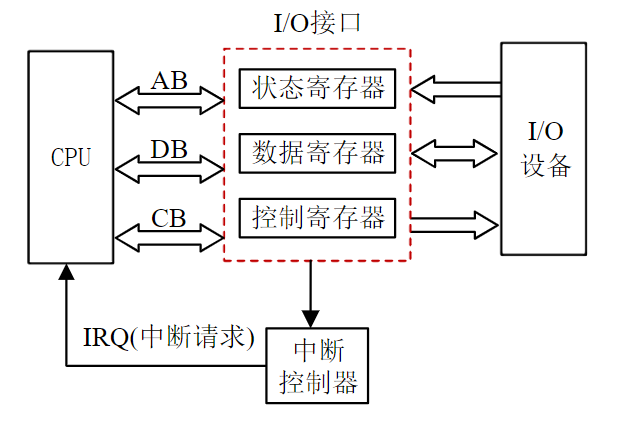 I/O接口
CPU
AB
DB
CB
状态寄存器
数据寄存器
控制寄存器
I/O
设备
IRQ(中断请求)
中断
控制器